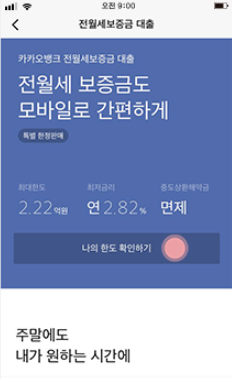 오전 9:00
전월세보증금 대출
카카오뱅크 전월세보증금 대출
전월세 보증금도
모바일로 간편하게
특별 한정판매
최대한도 최저금리 중도상환해약금
2.22억원 연 2.82% 면제
나의 한도 확인하기
주말에도
내가 원하는 시간에